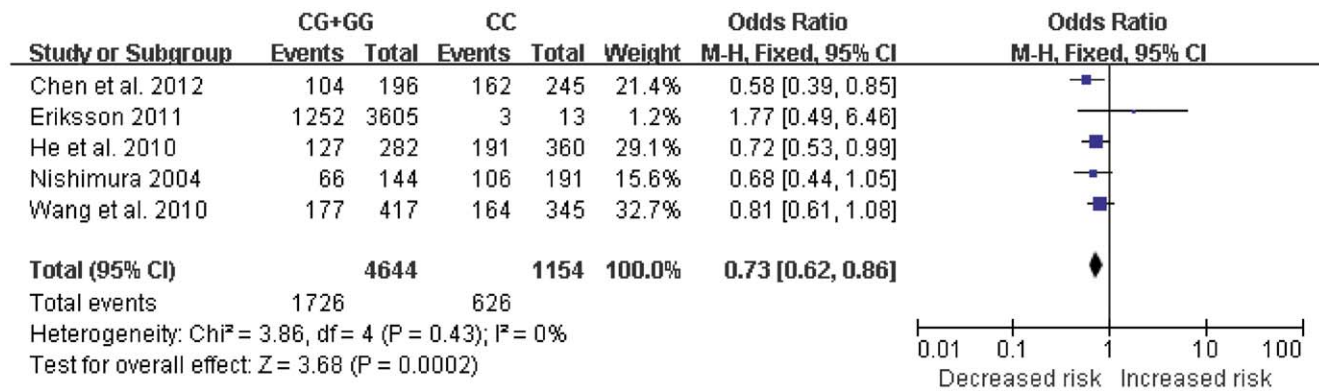 CG+GG CC Odds Ratio Odds Ratio
Study or Subgroup Events Total Events Total Weight M-H, Fixed, 95% CI M-H, Fixed, 95% CI
Chen et al. 2012 104 196 162 245 21.4% 0.58 [0.39, 0.85]
Eriksson 2011 1252 3605 3 13 1.2% 1.77 [0.49, 6.46]
He et al. 2010 127 282 191 360 29.1% 0.72 [0.53, 0.99]
Nishimura 2004 66 144 106 191 15.6% 0.68 [0.44, 1.05]
Wang et al. 2010 177 417 164 345 32.7% 0.81 [0.61, 1.08]
Total (95% CI) 4644 1154 100.0% 0.73 [0.62, 0.86]
Total events 1726 626
Heterogeneity: Chi² = 3.86, df = 4 (P = 0.43); I² = 0%
Test for overall effect: Z = 3.68 (P = 0.0002)
0.01 0.1 1 10 100
Decreased risk Increased risk